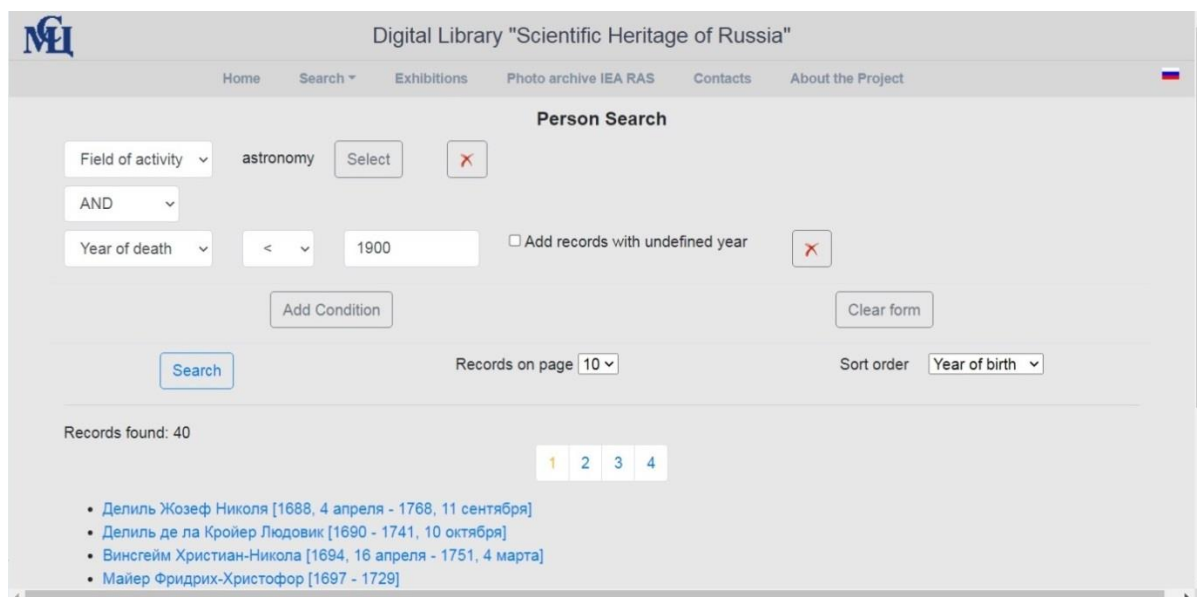 МСЦ
Digital Library "Scientific Heritage of Russia"
Home Search Exhibitions Photo archive IEA RAS Contacts About the Project
Person Search
Field of activity astronomy Select
AND
Year of death < 1900 Add records with undefined year
Add Condition Clear form
Search Records on page 10 Sort order Year of birth
Records found: 40
1 2 3 4
• Делиль Жозеф Николя [1688, 4 апреля - 1768, 11 сентября]
• Делиль де ла Кройер Людовик [1690 - 1741, 10 октября]
• Винсгейм Христиан-Никола [1694, 16 апреля - 1751, 4 марта]
• Майер Фридрих-Христофор [1697 - 1729]